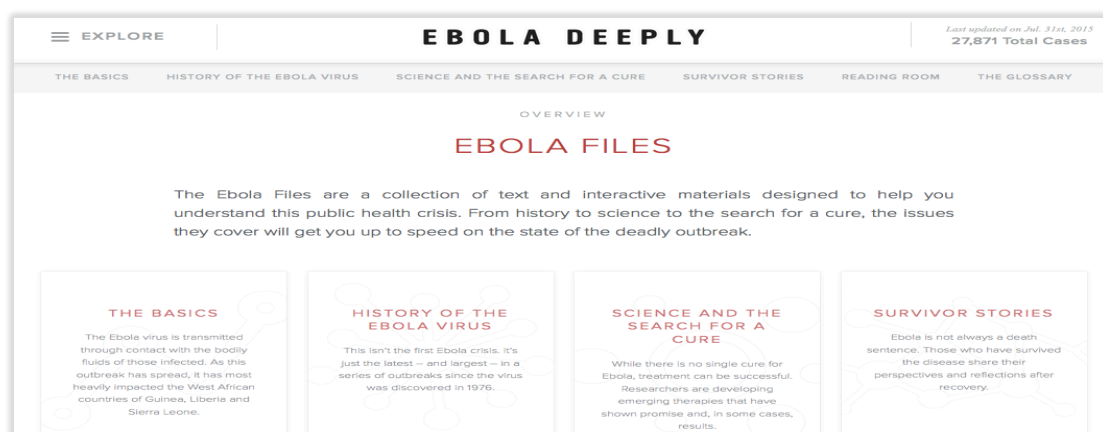 EXPLORE
EBOLA DEEPLY
Last updated on Jul. 31st, 2015
27,871 Total Cases
THE BASICS HISTORY OF THE EBOLA VIRUS SCIENCE AND THE SEARCH FOR A CURE SURVIVOR STORIES READING ROOM THE GLOSSARY
OVERVIEW
EBOLA FILES
The Ebola Files are a collection of text and interactive materials designed to help you
understand this public health crisis. From history to science to the search for a cure, the issues
they cover will get you up to speed on the state of the deadly outbreak.
THE BASICS
The Ebola virus is transmitted
through contact with the bodily
fluids of those infected. As this
outbreak has spread, it has most
heavily impacted the West African
countries of Guinea, Liberia and
Sierra Leone.
HISTORY OF THE
EBOLA VIRUS
This isn't the first Ebola crisis. It's
just the latest – and largest – in a
series of outbreaks since the virus
was discovered in 1976.
SCIENCE AND THE
SEARCH FOR A
CURE
While there is no single cure for
Ebola, treatment can be successful.
Researchers are developing
emerging therapies that have
shown promise and, in some cases,
results.
SURVIVOR STORIES
Ebola is not always a death
sentence. Those who have survived
the disease share their
perspectives and reflections after
recovery.